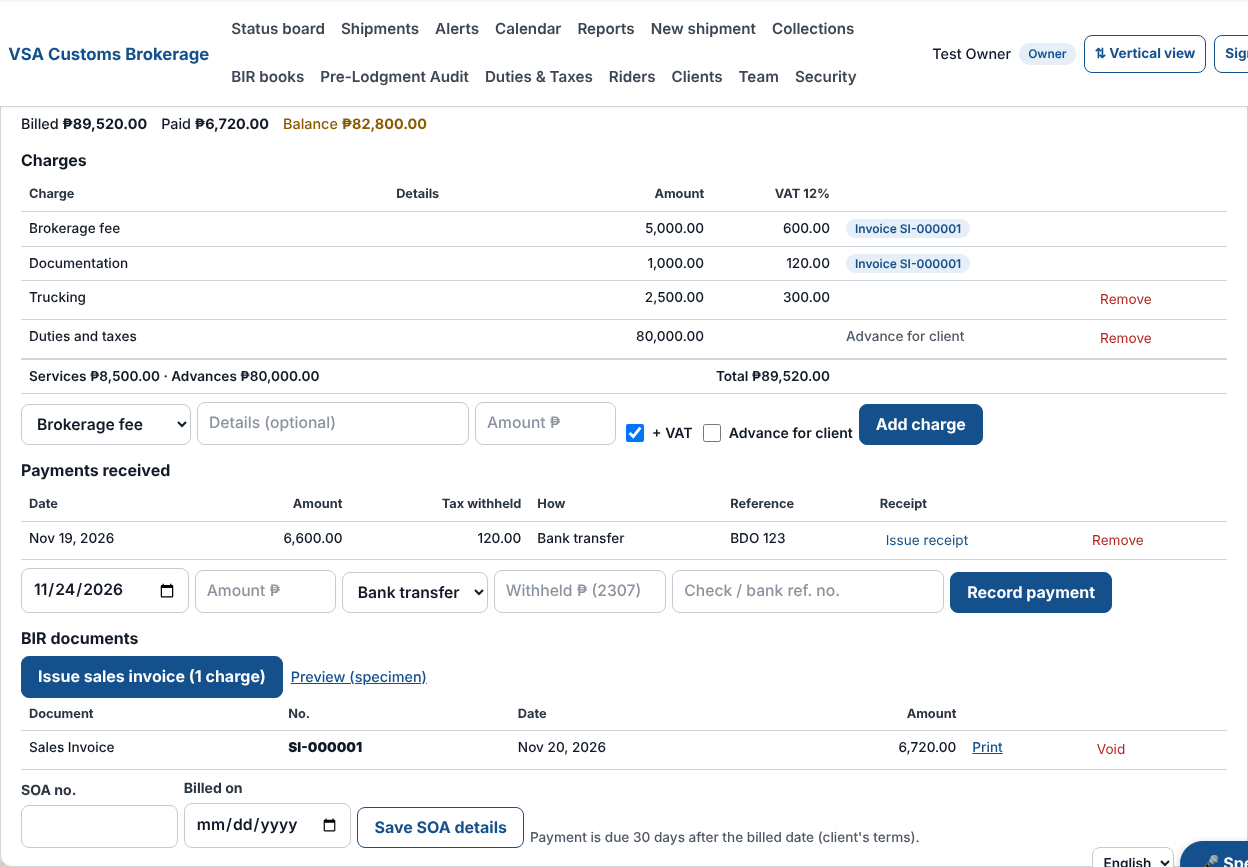 VSA Customs Brokerage
Status board Shipments Alerts Calendar Reports New shipment Collections
BIR books Pre-Lodgment Audit Duties & Taxes Riders Clients Team Security
Test Owner Owner ⇅ Vertical view
Billed ₱89,520.00 Paid ₱6,720.00 Balance ₱82,800.00
Charges
Charge Details Amount VAT 12%
Brokerage fee 5,000.00 600.00 Invoice SI-000001
Documentation 1,000.00 120.00 Invoice SI-000001
Trucking 2,500.00 300.00 Remove
Duties and taxes 80,000.00 Advance for client Remove
Services ₱8,500.00 · Advances ₱80,000.00 Total ₱89,520.00
Brokerage fee Details (optional) Amount ₱ + VAT Advance for client Add charge
Payments received
Date Amount Tax withheld How Reference Receipt
Nov 19, 2026 6,600.00 120.00 Bank transfer BDO 123 Issue receipt Remove
11/24/2026 Amount ₱ Bank transfer Withheld ₱ (2307) Check / bank ref. no. Record payment
BIR documents
Issue sales invoice (1 charge) Preview (specimen)
Document No. Date Amount
Sales Invoice SI-000001 Nov 20, 2026 6,720.00 Print Void
SOA no. Billed on
mm/dd/yyyy Save SOA details Payment is due 30 days after the billed date (client's terms).
English